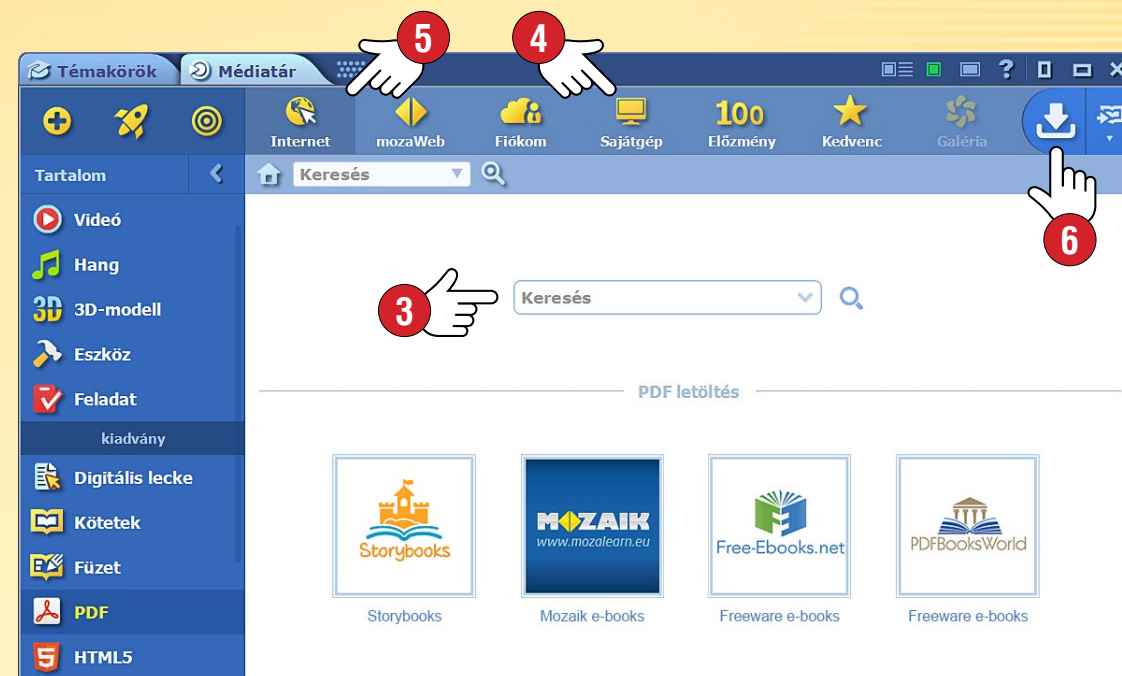 5
4
Témakörök
Médiatár
?
Internet
mozaWeb
Fiókom
Sajátgép
100
Előzmény
Kedvenc
Galéria
Tartalom
Keresés
6
Videó
Hang
3D
3D-modell
3
Keresés
Eszköz
Feladat
PDF letöltés
kiadvány
Digitális lecke
Kötetek
Füzet
PDF
HTML5
Storybooks
MOZAIK
www.mozalearn.eu
Free-Ebooks.net
PDFBooksWorld
Storybooks
Mozaik e-books
Freeware e-books
Freeware e-books